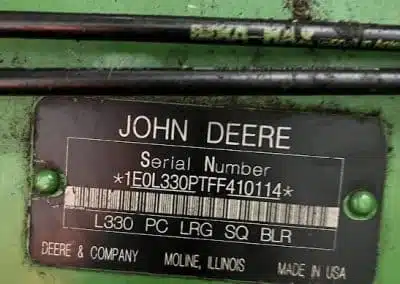 JOHN DEERE
Serial Number
*1E0L330PTFF410114*
L330 PC LRG SQ BLR
DEERE & COMPANY MOLINE, ILLINOIS MADE IN USA